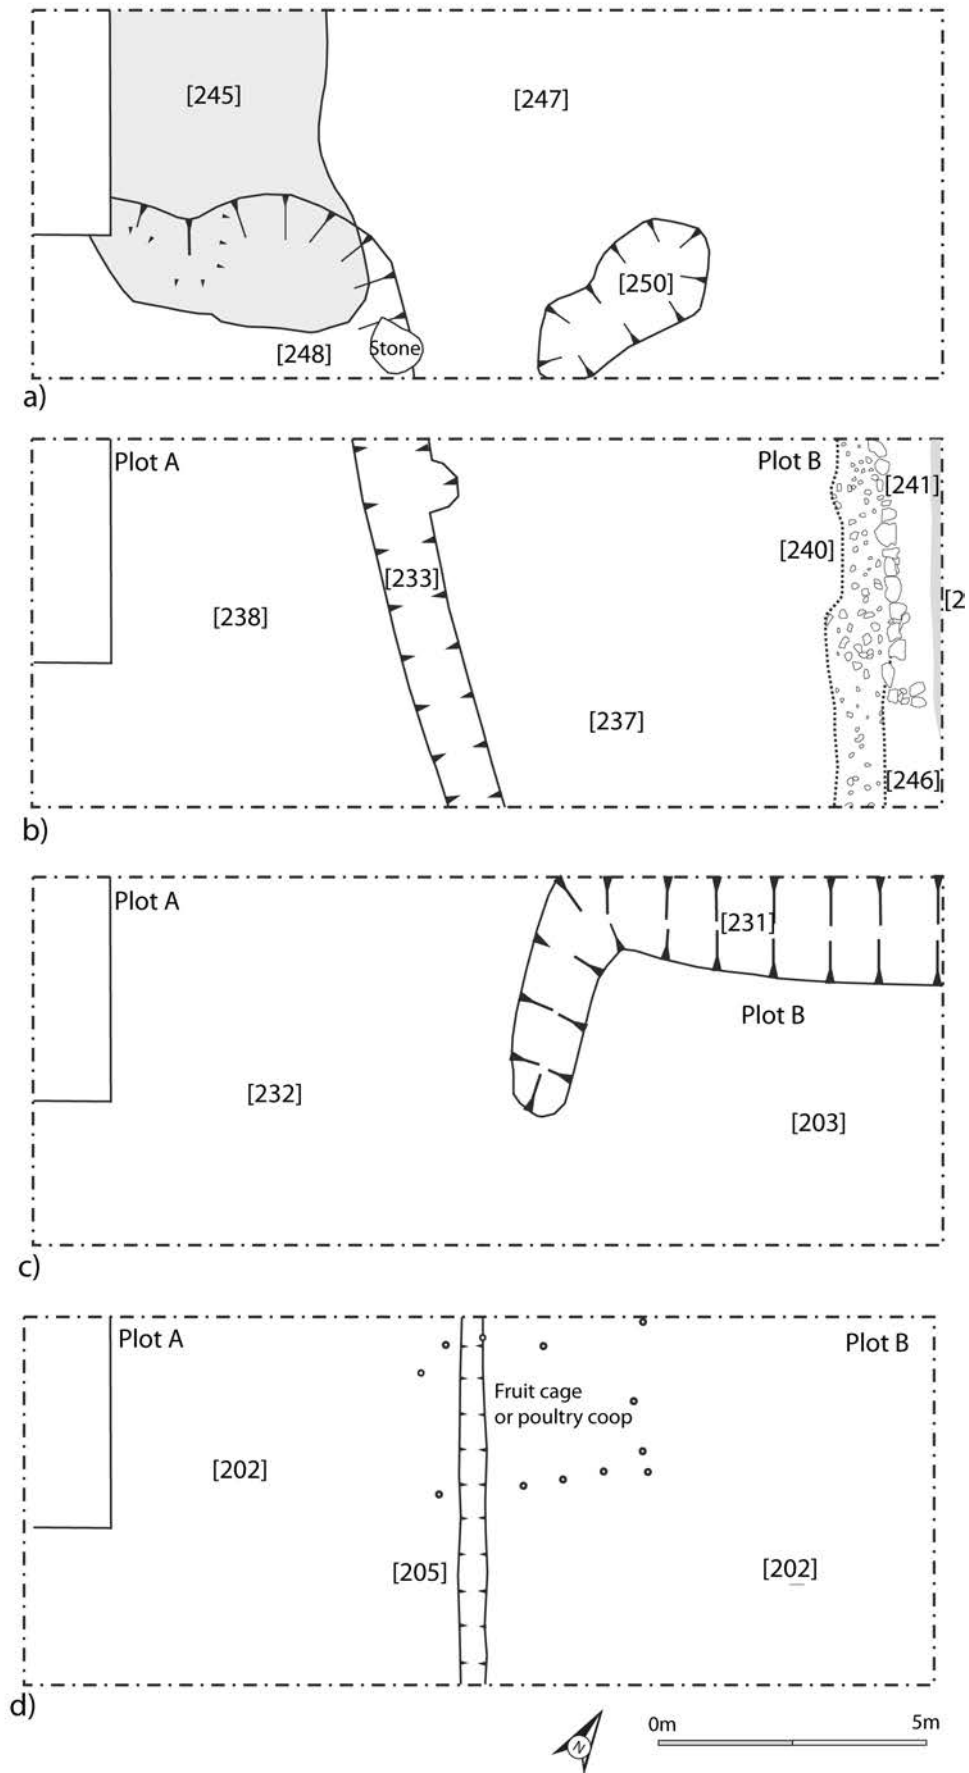 [245]
[247]
[250]
[248]
Stone
a)
Plot A
Plot B
[241]
[240]
[233]
[2
[238]
[237]
[246]
b)
Plot A
[231]
Plot B
[232]
[203]
c)
Plot A
Plot B
Fruit cage
or poultry coop
[202]
[205]
[202]
d)
N
0m
5m